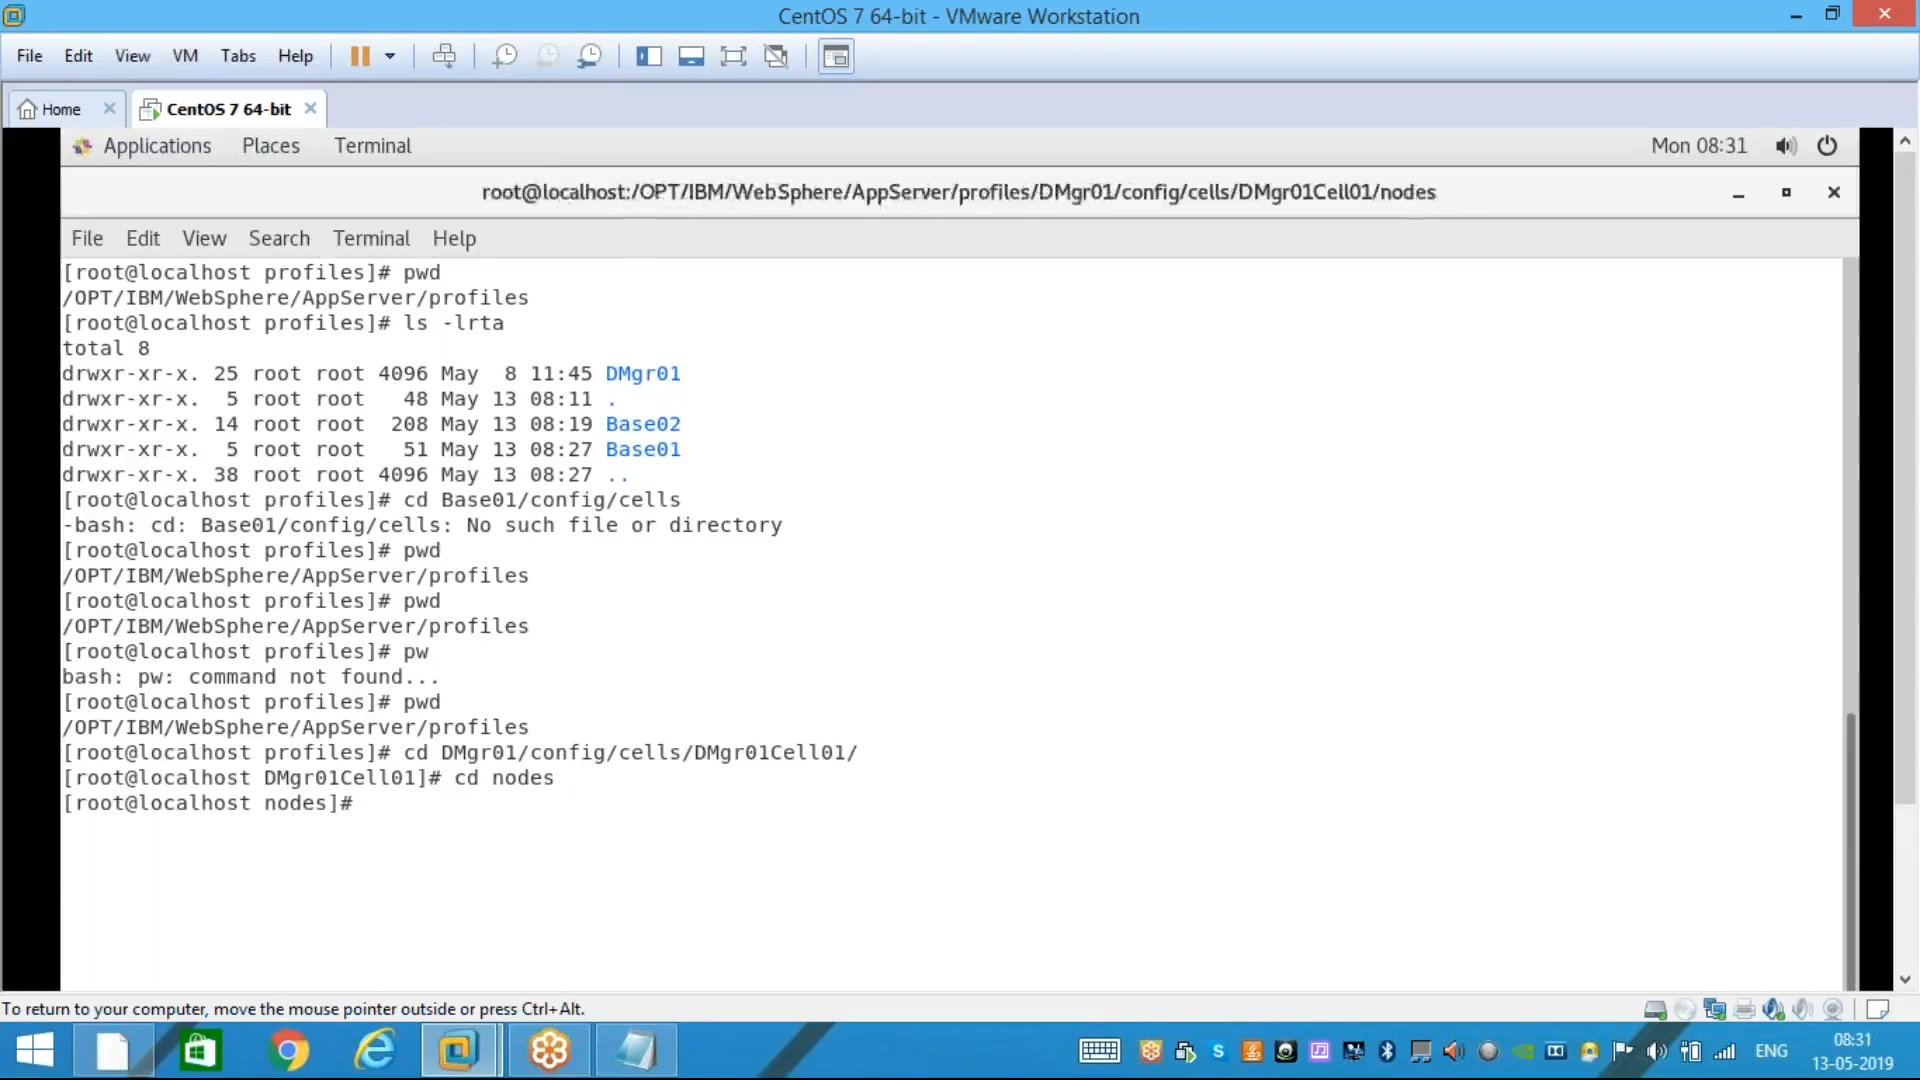 CentOS 7 64-bit - VMware Workstation
File Edit View VM Tabs Help
Home CentOS 7 64-bit
Applications Places Terminal Mon 08:31
root@localhost:/OPT/IBM/WebSphere/AppServer/profiles/DMgr01/config/cells/DMgr01Cell01/nodes
File Edit View Search Terminal Help
[root@localhost profiles]# pwd
/OPT/IBM/WebSphere/AppServer/profiles
[root@localhost profiles]# ls -lrta
total 8
drwxr-xr-x. 25 root root 4096 May  8 11:45 DMgr01
drwxr-xr-x.  5 root root   48 May 13 08:11 .
drwxr-xr-x. 14 root root  208 May 13 08:19 Base02
drwxr-xr-x.  5 root root   51 May 13 08:27 Base01
drwxr-xr-x. 38 root root 4096 May 13 08:27 ..
[root@localhost profiles]# cd Base01/config/cells
-bash: cd: Base01/config/cells: No such file or directory
[root@localhost profiles]# pwd
/OPT/IBM/WebSphere/AppServer/profiles
[root@localhost profiles]# pwd
/OPT/IBM/WebSphere/AppServer/profiles
[root@localhost profiles]# pw
bash: pw: command not found...
[root@localhost profiles]# pwd
/OPT/IBM/WebSphere/AppServer/profiles
[root@localhost profiles]# cd DMgr01/config/cells/DMgr01Cell01/
[root@localhost DMgr01Cell01]# cd nodes
[root@localhost nodes]#
To return to your computer, move the mouse pointer outside or press Ctrl+Alt.
ENG 08:31
13-05-2019